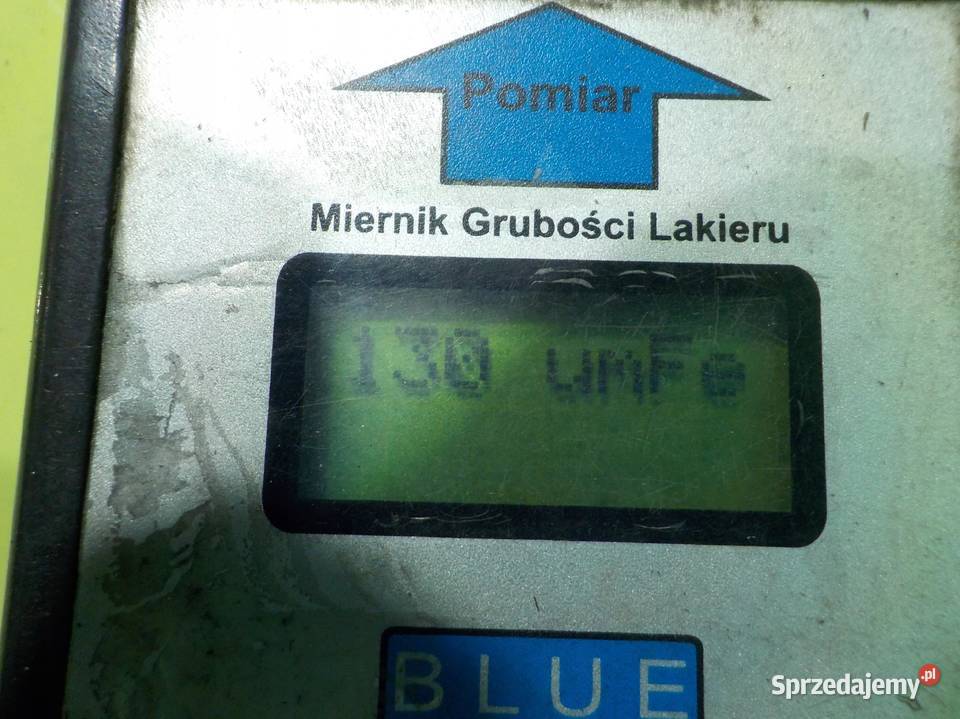 Pomiar
Miernik Grubości Lakieru
130 umFe
BLUE
Sprzedajemy.pl